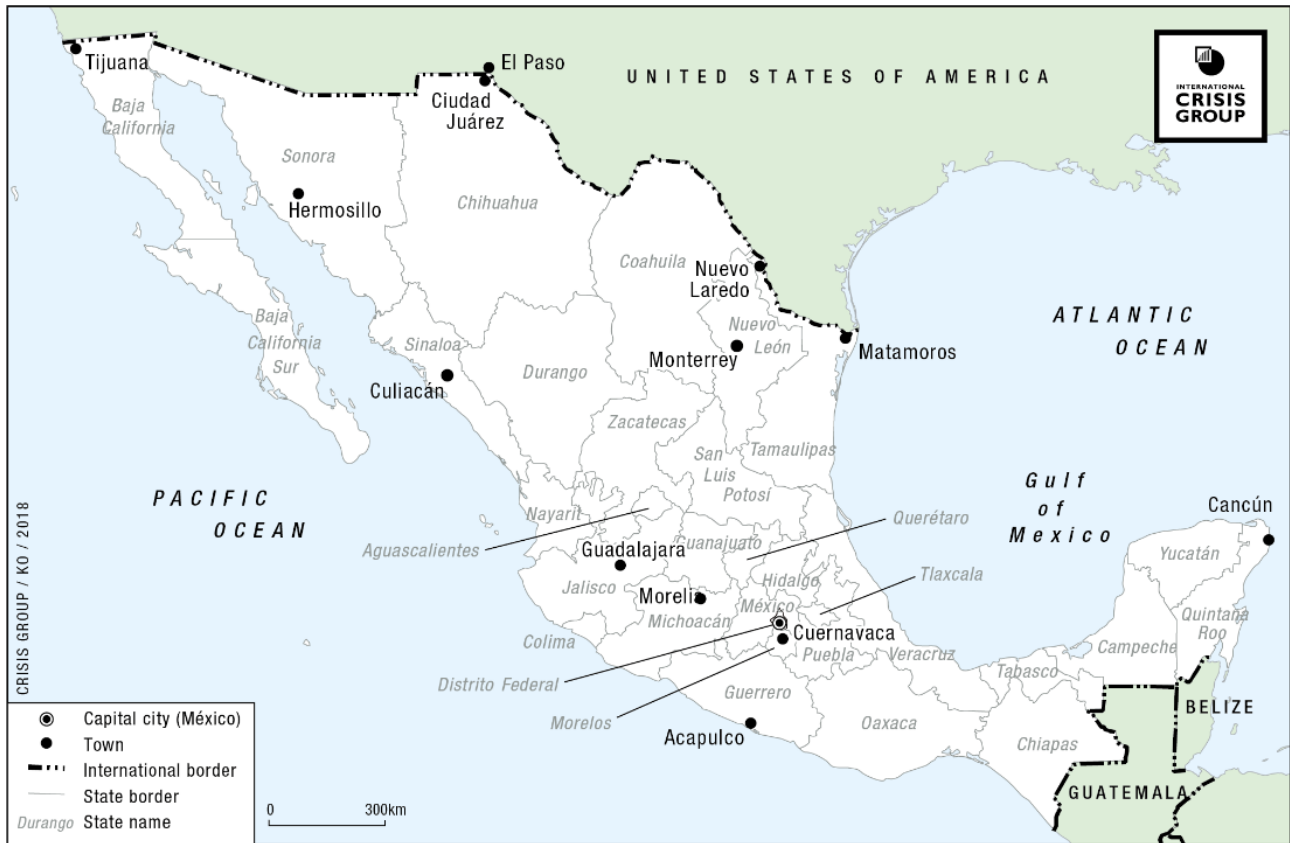 Tijuana
El Paso
UNITED STATES OF AMERICA
INTERNATIONAL
CRISIS
GROUP
Baja
California
Ciudad
Juárez
Sonora
Hermosillo
Chihuahua
Coahuila
Nuevo
Laredo
Baja
California
Sur
Sinaloa
Culiacán
Durango
Monterrey
Nuevo
León
Matamoros
ATLANTIC
OCEAN
Zacatecas
San
Luis
Potosí
Tamaulipas
PACIFIC
OCEAN
Gulf
of
Mexico
Cancún
Nayarit
Aguascalientes
Guanajuato
Querétaro
Yucatán
Guadalajara
Jalisco
Hidalgo
Tlaxcala
Morelia
México
Michoacán
Cuernavaca
Quintana
Roo
Colima
Puebla
Veracruz
Campeche
Tabasco
Distrito Federal
Guerrero
Morelos
Oaxaca
Acapulco
Chiapas
BELIZE
GUATEMALA
CRISIS GROUP / KO / 2018
Capital city (México)
Town
International border
State border
Durango State name
0 300km